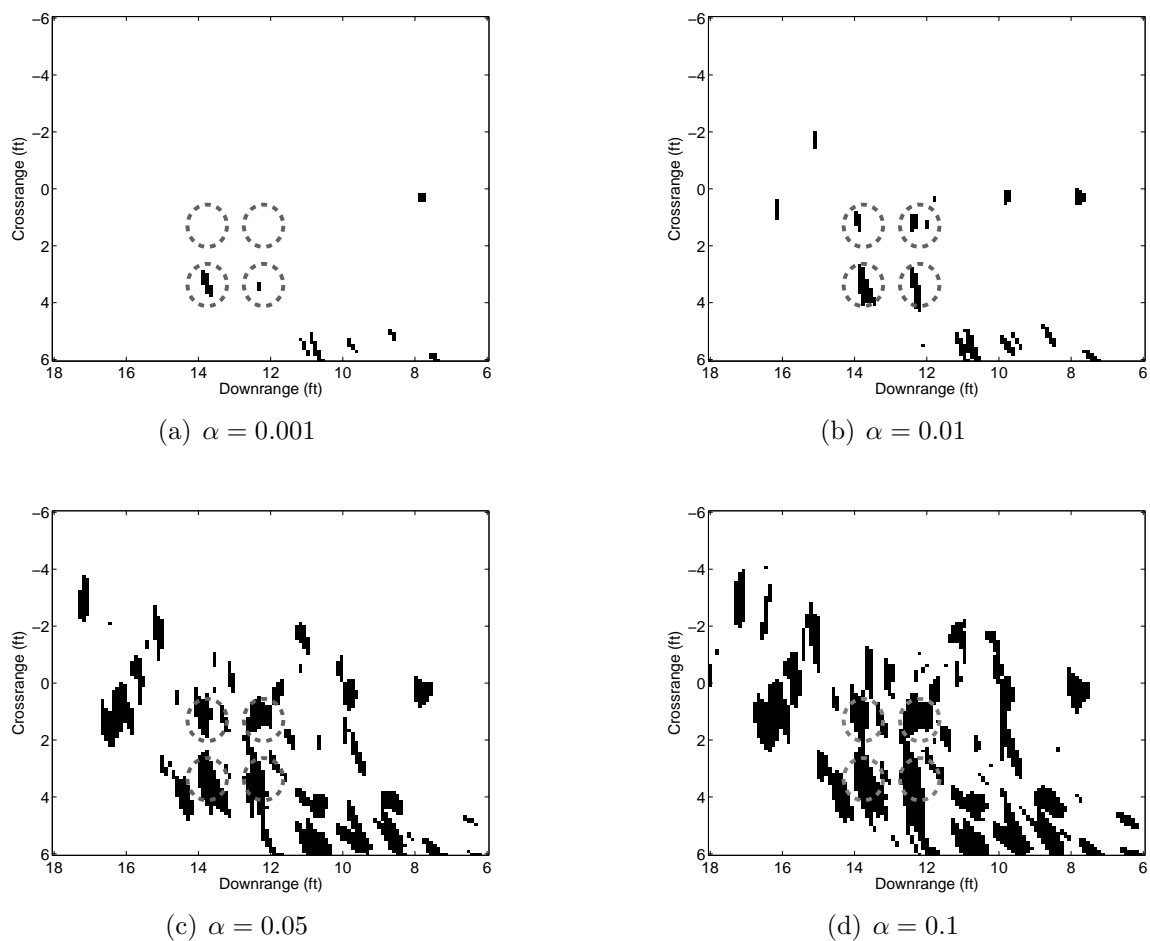 −6
−4
−2
0
2
4
6
18 16 14 12 10 8 6
Crossrange (ft)
Downrange (ft)
(a) α = 0.001
−6
−4
−2
0
2
4
6
18 16 14 12 10 8 6
Crossrange (ft)
Downrange (ft)
(b) α = 0.01
−6
−4
−2
0
2
4
6
18 16 14 12 10 8 6
Crossrange (ft)
Downrange (ft)
(c) α = 0.05
−6
−4
−2
0
2
4
6
18 16 14 12 10 8 6
Crossrange (ft)
Downrange (ft)
(d) α = 0.1